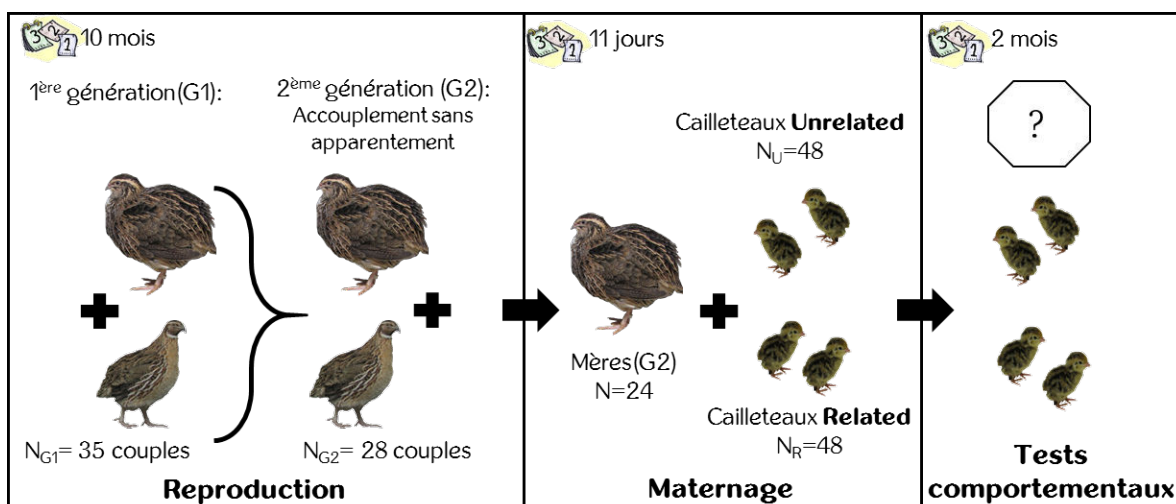 10 mois
1ère génération (G1):
2ème génération (G2):
Accouplement sans
apparentement
NG1= 35 couples
NG2= 28 couples
Reproduction
11 jours
Cailleteaux Unrelated
NU=48
Mères(G2)
N=24
Cailleteaux Related
NR=48
Maternage
2 mois
?
Tests
comportementaux